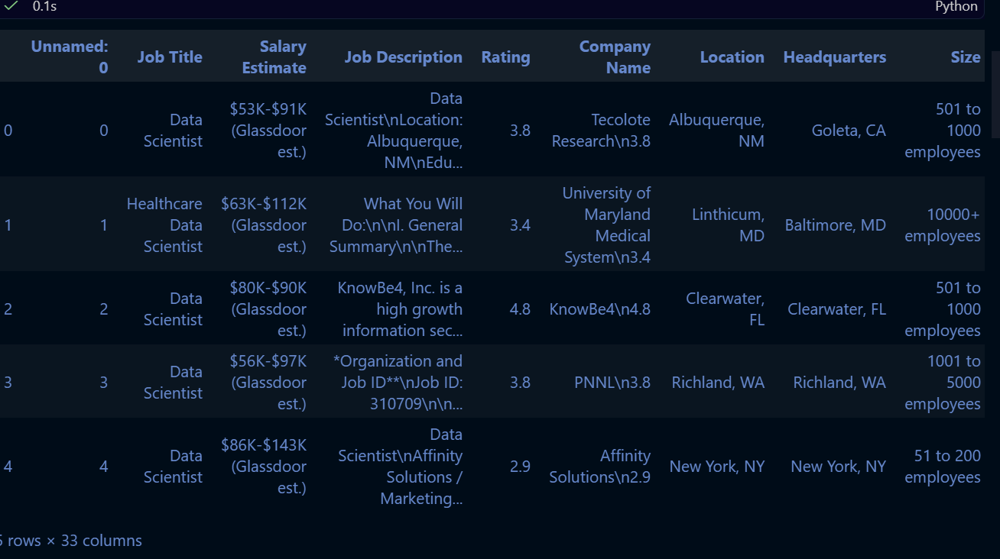 0.1s Python
Unnamed: 0 Job Title Salary Estimate Job Description Rating Company Name Location Headquarters Size
0 0 Data Scientist $53K-$91K (Glassdoor est.) Data Scientist\nLocation: Albuquerque, NM\nEdu... 3.8 Tecolote Research\n3.8 Albuquerque, NM Goleta, CA 501 to 1000 employees
1 1 Healthcare Data Scientist $63K-$112K (Glassdoor est.) What You Will Do:\n\nI. General Summary\n\nThe... 3.4 University of Maryland Medical System\n3.4 Linthicum, MD Baltimore, MD 10000+ employees
2 2 Data Scientist $80K-$90K (Glassdoor est.) KnowBe4, Inc. is a high growth information sec... 4.8 KnowBe4\n4.8 Clearwater, FL Clearwater, FL 501 to 1000 employees
3 3 Data Scientist $56K-$97K (Glassdoor est.) *Organization and Job ID**\nJob ID: 310709\n\n... 3.8 PNNL\n3.8 Richland, WA Richland, WA 1001 to 5000 employees
4 4 Data Scientist $86K-$143K (Glassdoor est.) Data Scientist\nAffinity Solutions / Marketing... 2.9 Affinity Solutions\n2.9 New York, NY New York, NY 51 to 200 employees
5 rows × 33 columns